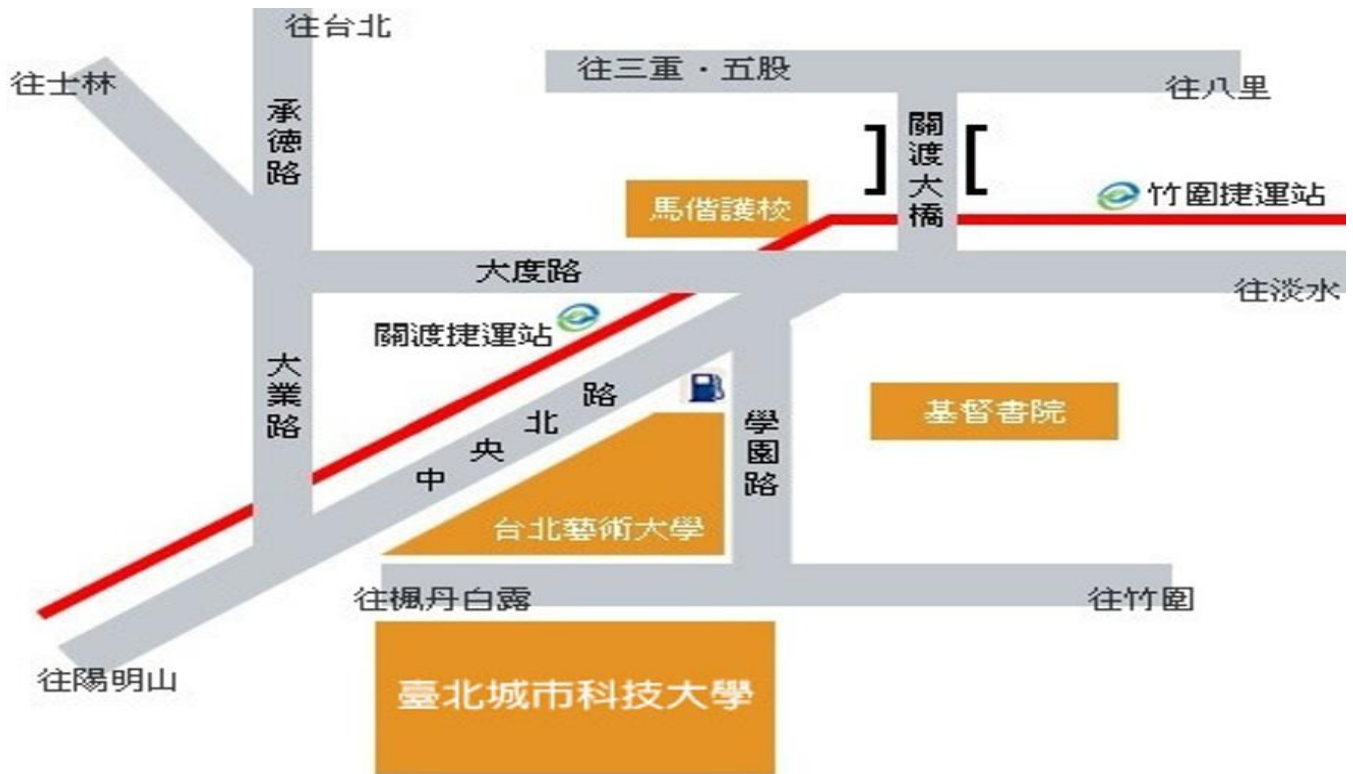 往台北
往三重．五股
往士林
往八里
承德路
關渡大橋
竹圍捷運站
馬偕護校
大度路
往淡水
關渡捷運站
大業路
中央北路
學園路
基督書院
台北藝術大學
往楓丹白露
往竹圍
往陽明山
臺北城市科技大學